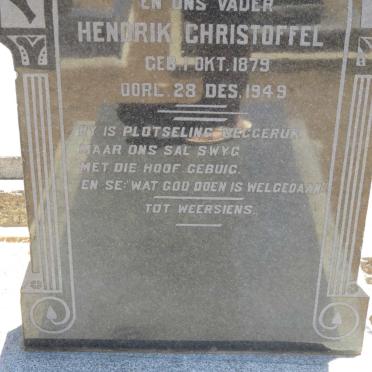 EN ONS VADER
HENDRIK CHRISTOFFEL
GEB. 1 OKT. 1879
OORL. 28 DES. 1949
HY IS PLOTSELING WEGGERUK
MAAR ONS SAL SWYG
MET DIE HOOF GEBUIG.
EN SE: 'WAT GOD DOEN IS WELGEDAAN'
TOT WEERSIENS.